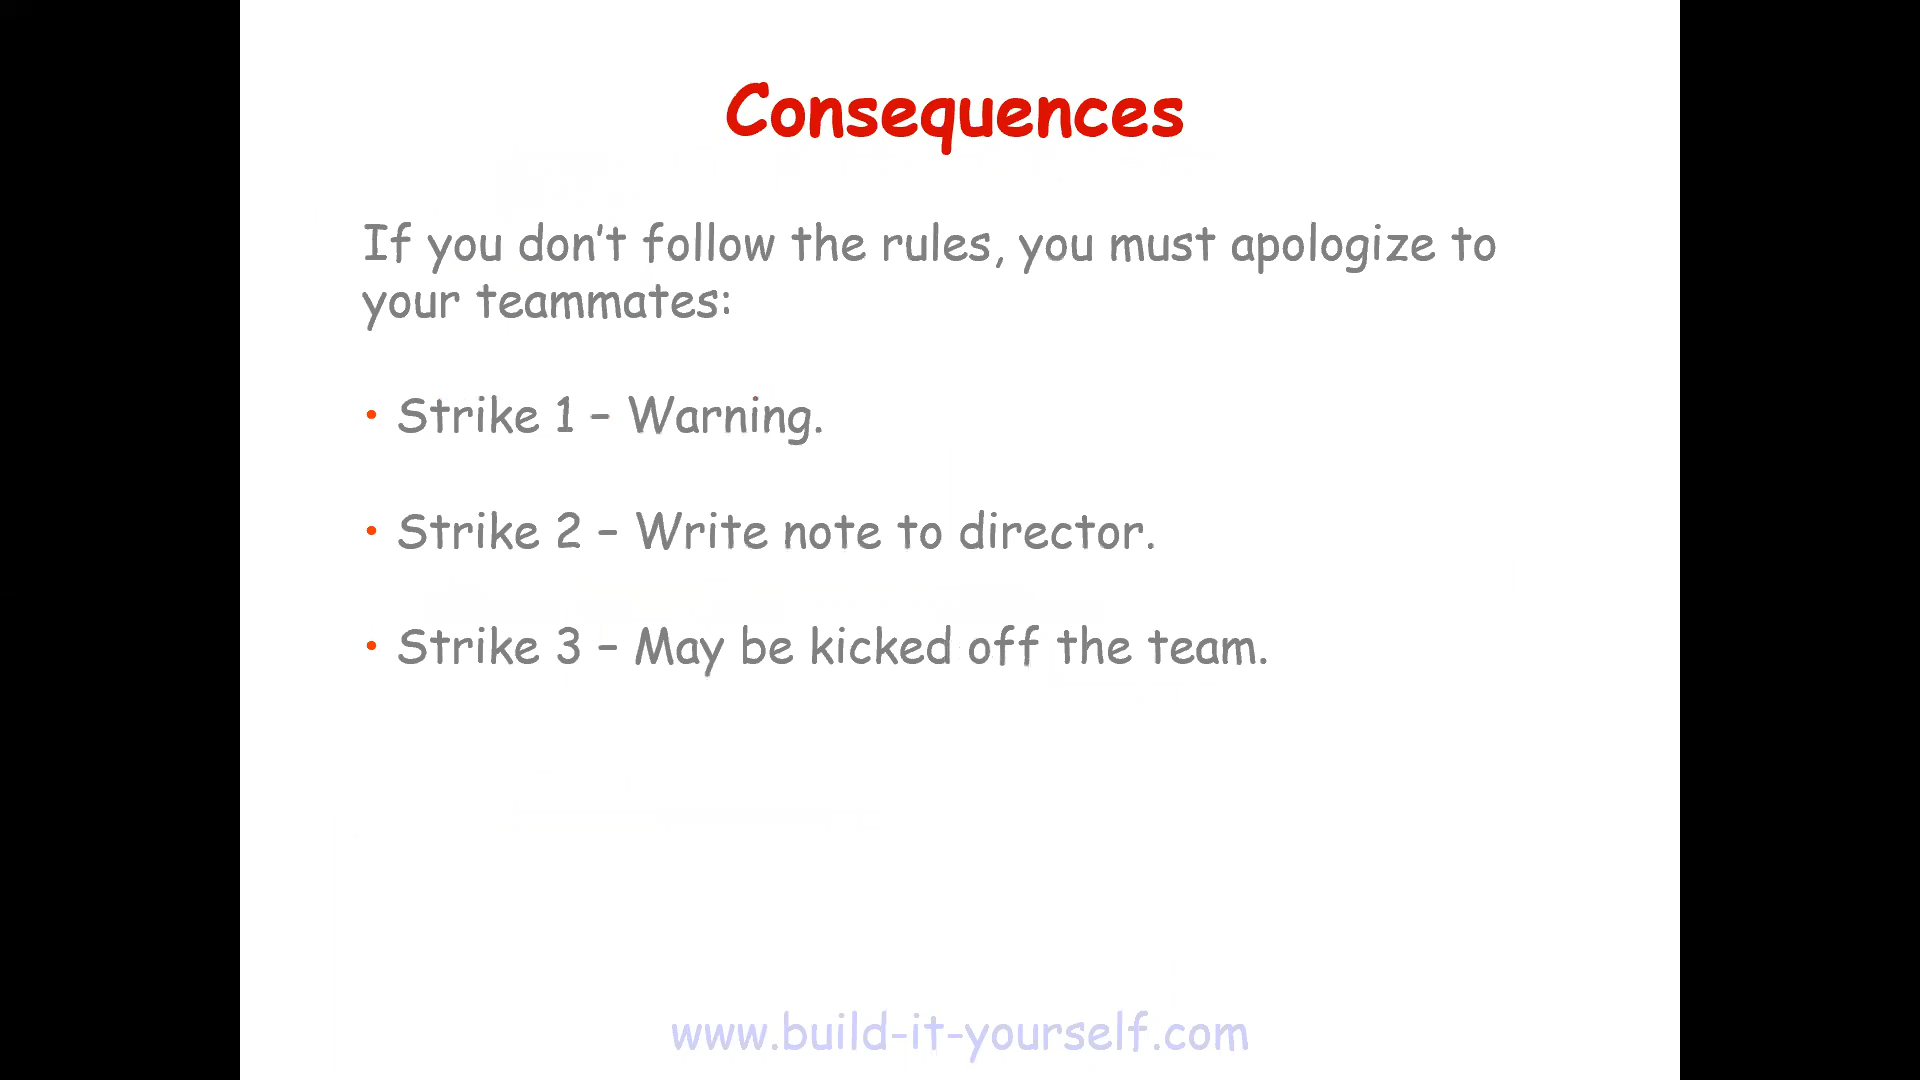 Consequences
If you don’t follow the rules, you must apologize to
your teammates:
• Strike 1 – Warning.
• Strike 2 – Write note to director.
• Strike 3 – May be kicked off the team.
www.build-it-yourself.com